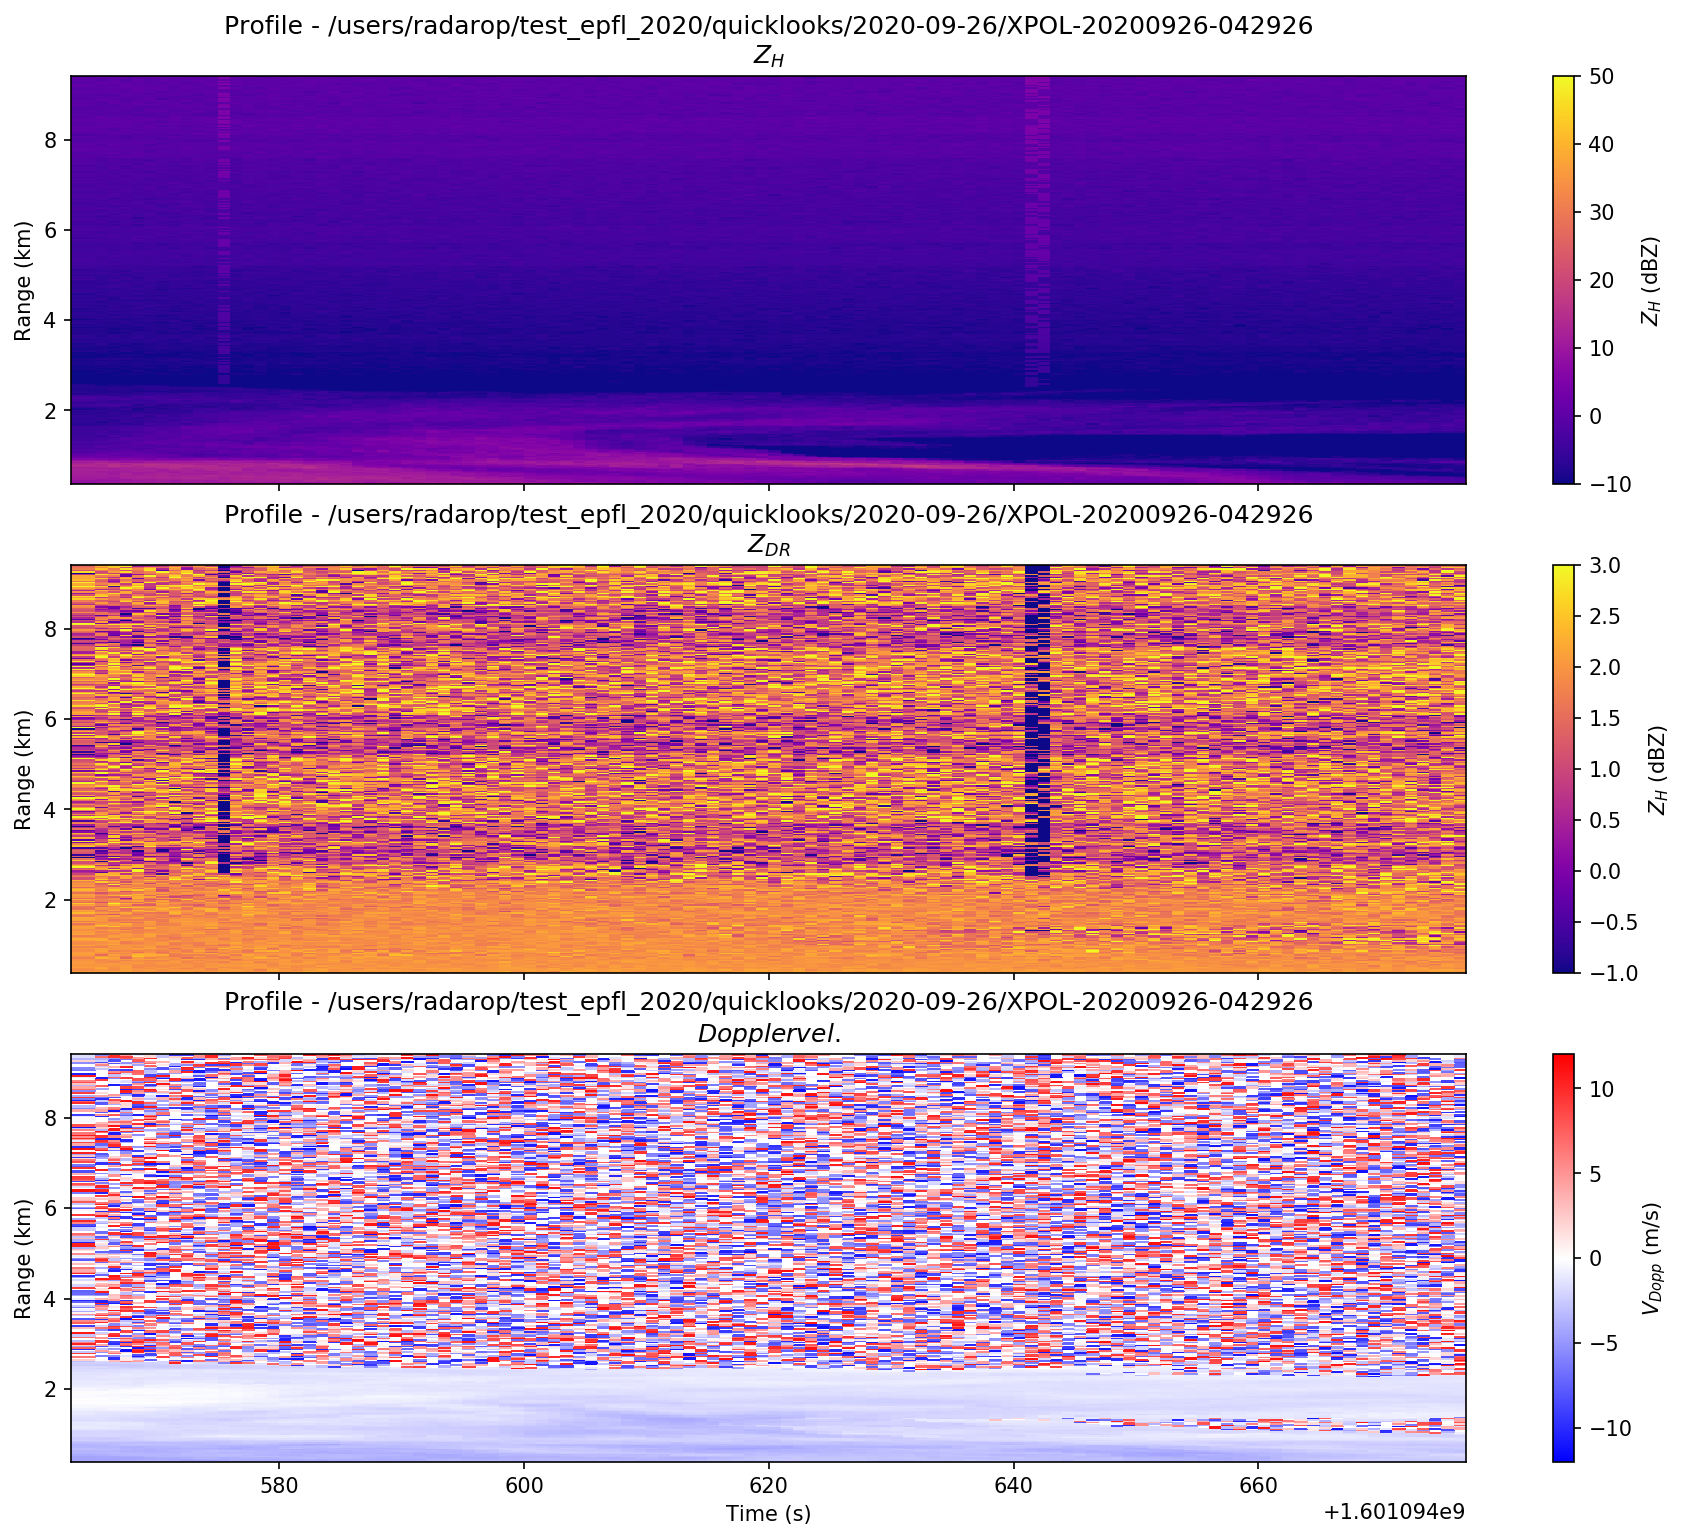 Profile - /users/radarop/test_epfl_2020/quicklooks/2020-09-26/XPOL-20200926-042926
Z_H
8
6
4
2
Range (km)
50
40
30
20
10
0
−10
Z_H (dBZ)
Profile - /users/radarop/test_epfl_2020/quicklooks/2020-09-26/XPOL-20200926-042926
Z_DR
8
6
4
2
Range (km)
3.0
2.5
2.0
1.5
1.0
0.5
0.0
−0.5
−1.0
Z_H (dBZ)
Profile - /users/radarop/test_epfl_2020/quicklooks/2020-09-26/XPOL-20200926-042926
Dopplervel.
8
6
4
2
Range (km)
10
5
0
−5
−10
V_Dopp (m/s)
580 600 620 640 660
Time (s)
+1.601094e9